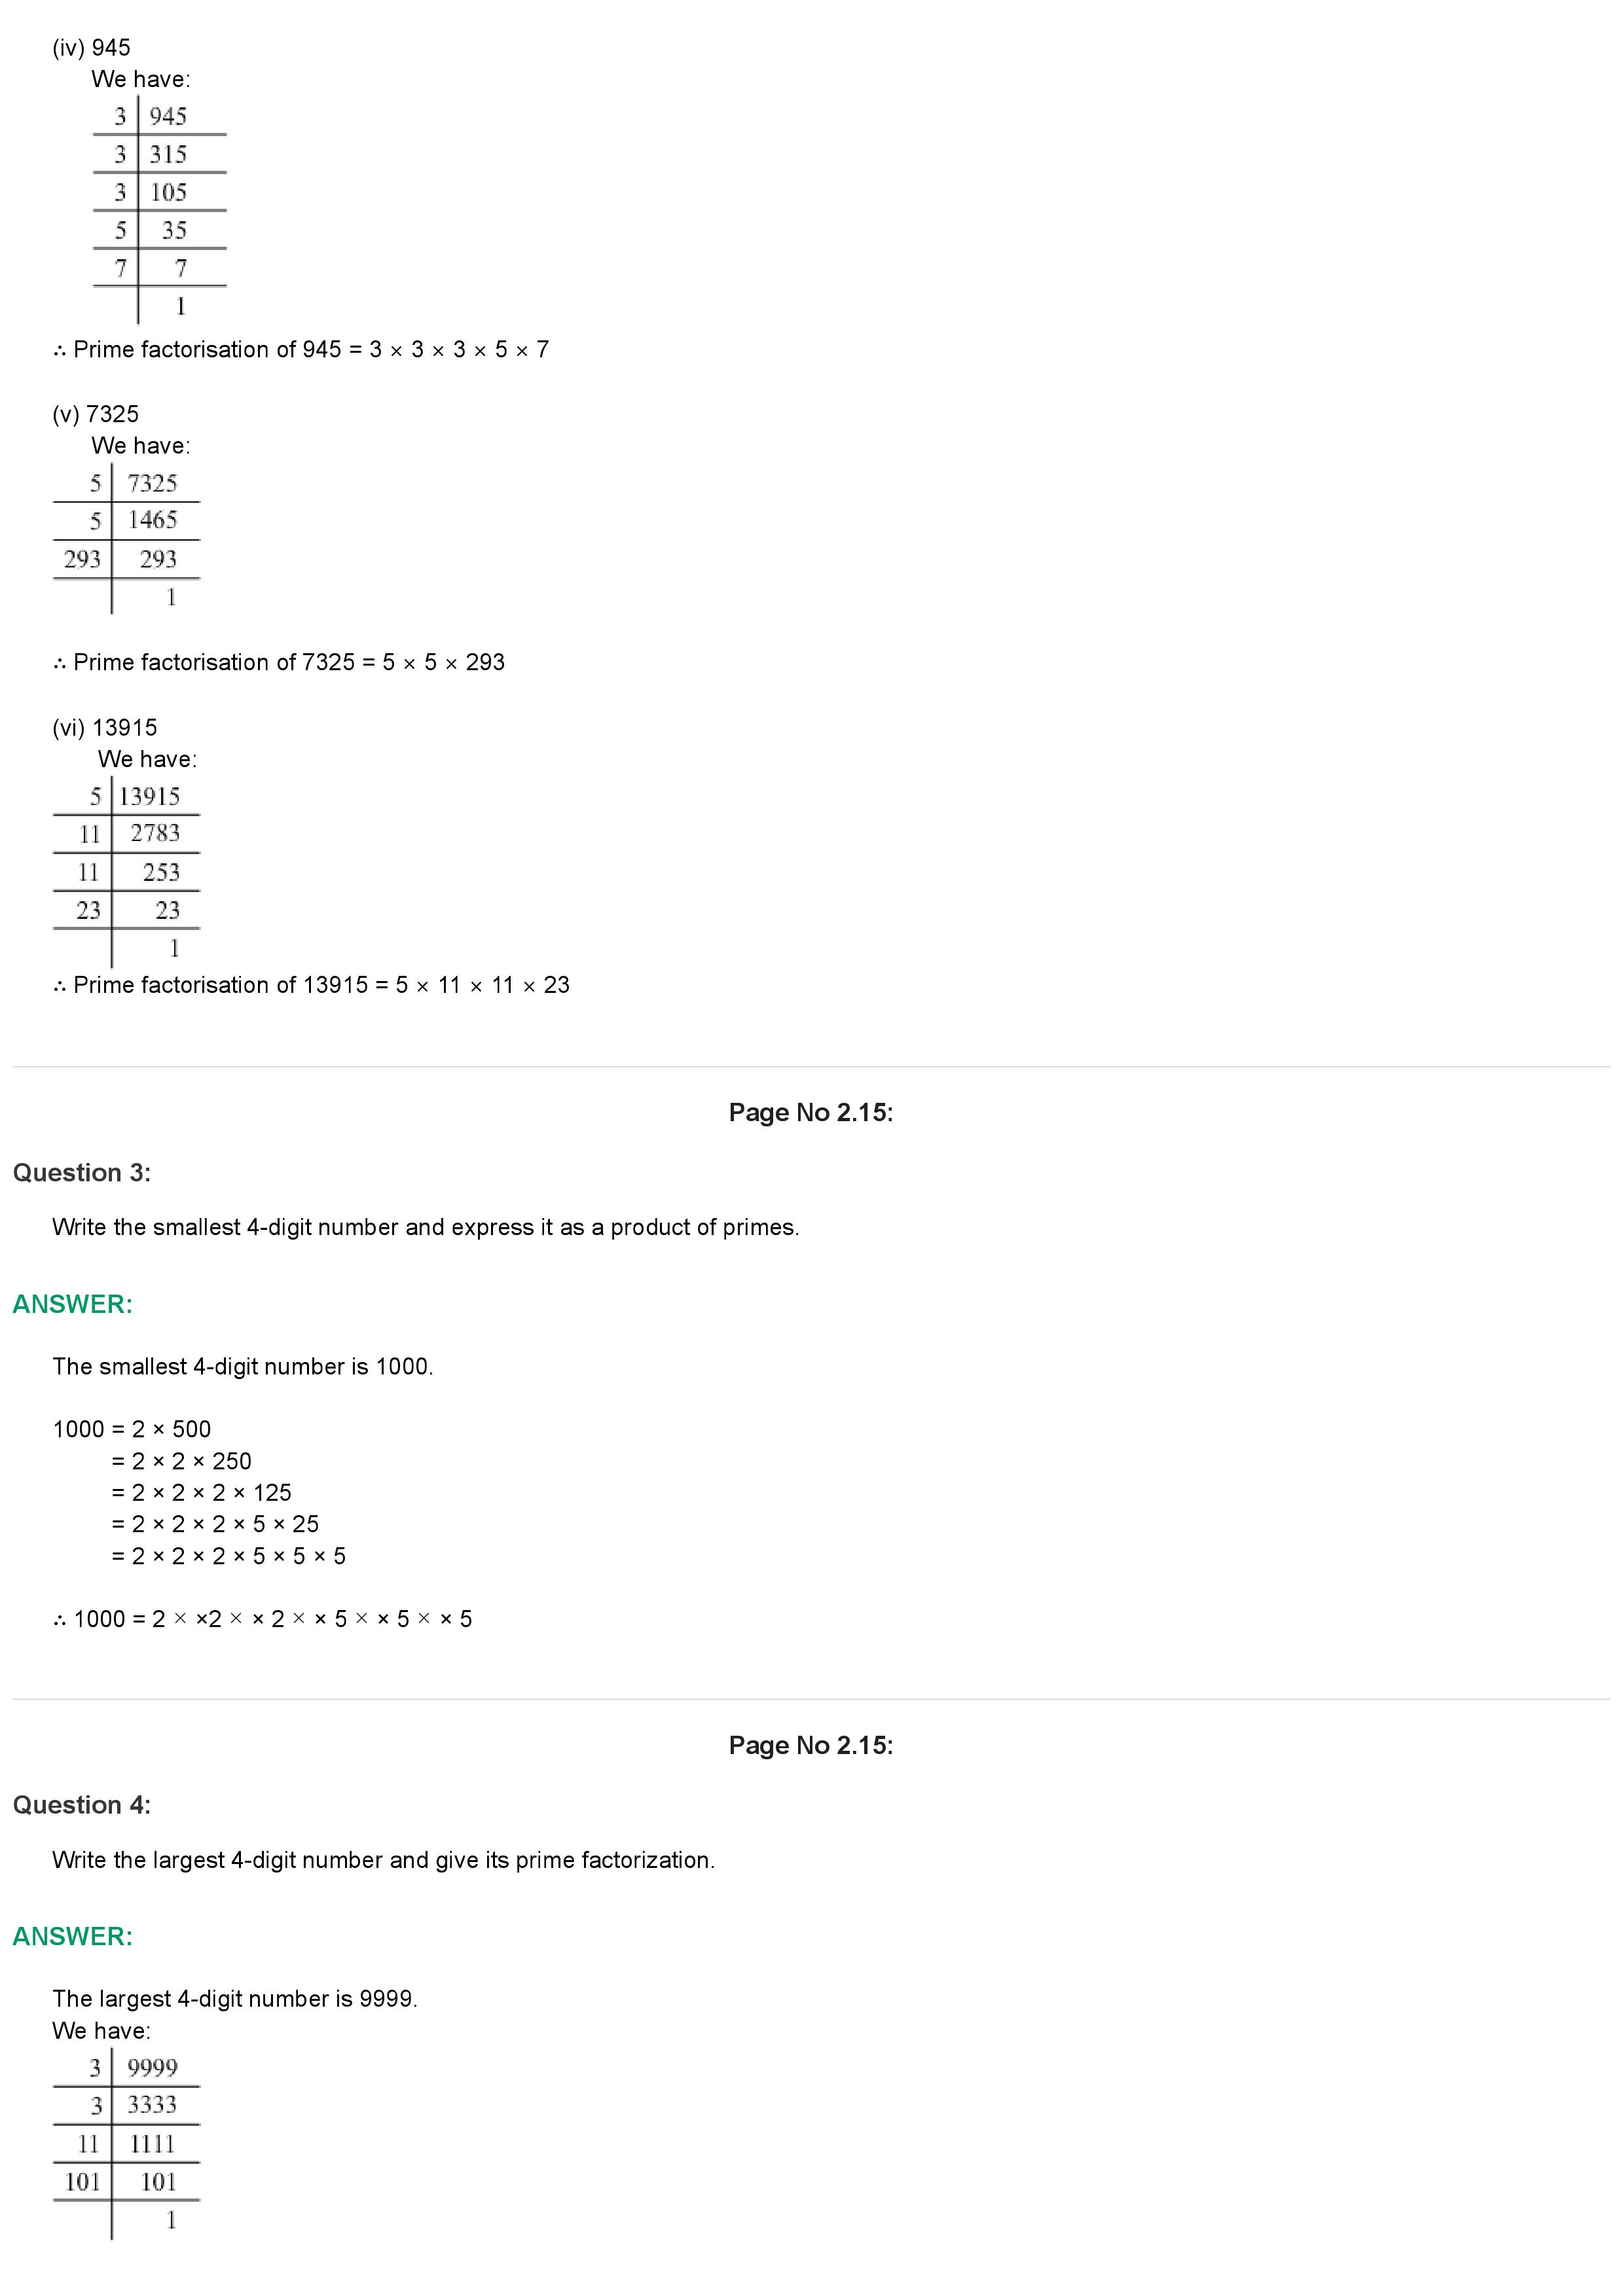 (iv) 945
We have:
3 945
3 315
3 105
5 35
7 7
1
∴ Prime factorisation of 945 = 3 × 3 × 3 × 5 × 7
(v) 7325
We have:
5 7325
5 1465
293 293
1
∴ Prime factorisation of 7325 = 5 × 5 × 293
(vi) 13915
We have:
5 13915
11 2783
11 253
23 23
1
∴ Prime factorisation of 13915 = 5 × 11 × 11 × 23
Page No 2.15:
Question 3:
Write the smallest 4-digit number and express it as a product of primes.
ANSWER:
The smallest 4-digit number is 1000.
1000 = 2 × 500
= 2 × 2 × 250
= 2 × 2 × 2 × 125
= 2 × 2 × 2 × 5 × 25
= 2 × 2 × 2 × 5 × 5 × 5
∴ 1000 = 2 × ×2 × × 2 × × 5 × × 5 × × 5
Page No 2.15:
Question 4:
Write the largest 4-digit number and give its prime factorization.
ANSWER:
The largest 4-digit number is 9999.
We have:
3 9999
3 3333
11 1111
101 101
1